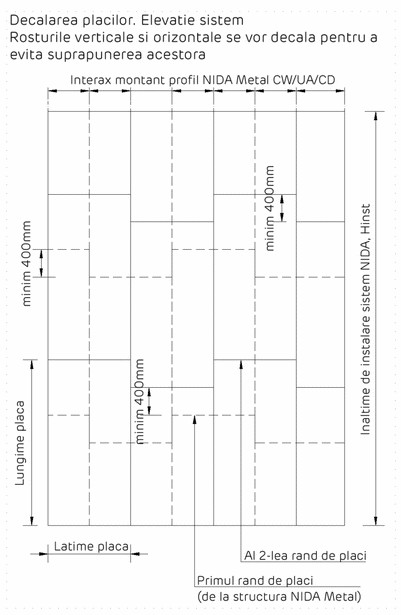 Decalarea placilor. Elevatie sistem
Rosturile verticale si orizontale se vor decala pentru a
evita suprapunerea acestora
Interax montant profil NIDA Metal CW/UA/CD
minim 400mm
minim 400mm
minim 400mm
Inaltime de instalare sistem NIDA, Hinst
Lungime placa
Latime placa
Al 2-lea rand de placi
Primul rand de placi
(de la structura NIDA Metal)